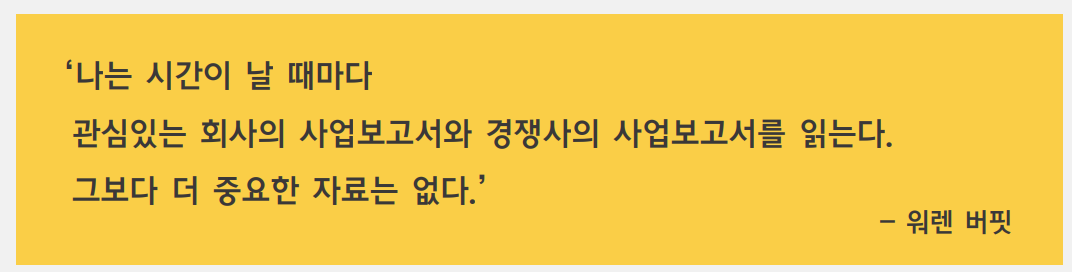 ‘나는 시간이 날 때마다
관심있는 회사의 사업보고서와 경쟁사의 사업보고서를 읽는다.
그보다 더 중요한 자료는 없다.’
– 워렌 버핏